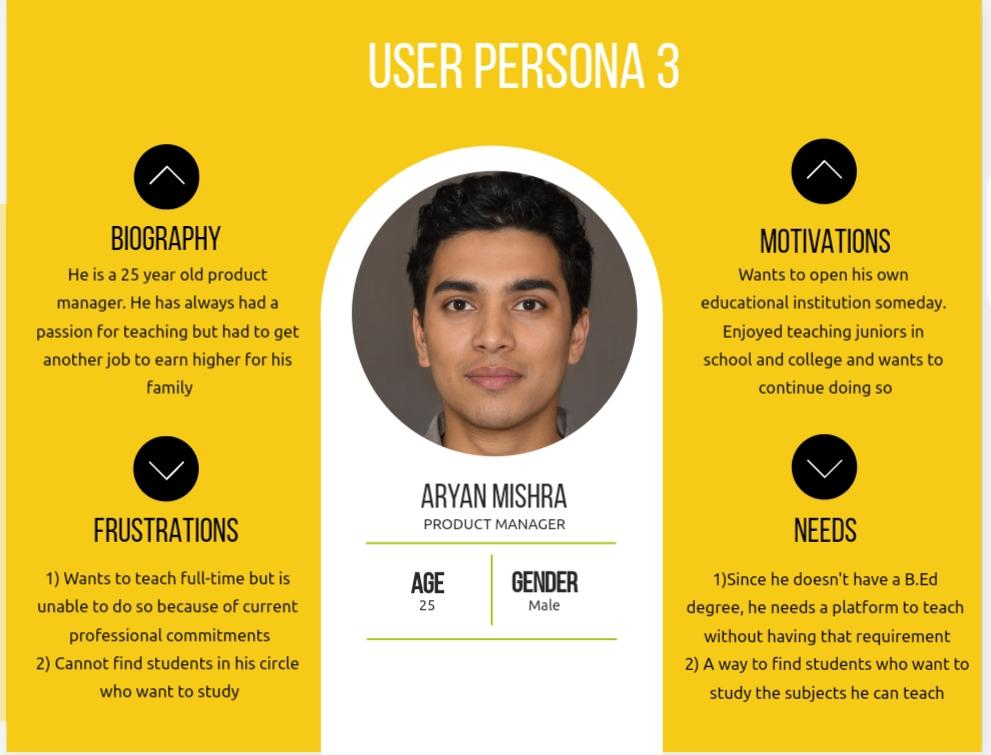 USER PERSONA 3
BIOGRAPHY
He is a 25 year old product
manager. He has always had a
passion for teaching but had to get
another job to earn higher for his
family
FRUSTRATIONS
1) Wants to teach full-time but is
unable to do so because of current
professional commitments
2) Cannot find students in his circle
who want to study
ARYAN MISHRA
PRODUCT MANAGER
AGE
25
GENDER
Male
MOTIVATIONS
Wants to open his own
educational institution someday.
Enjoyed teaching juniors in
school and college and wants to
continue doing so
NEEDS
1)Since he doesn't have a B.Ed
degree, he needs a platform to teach
without having that requirement
2) A way to find students who want to
study the subjects he can teach